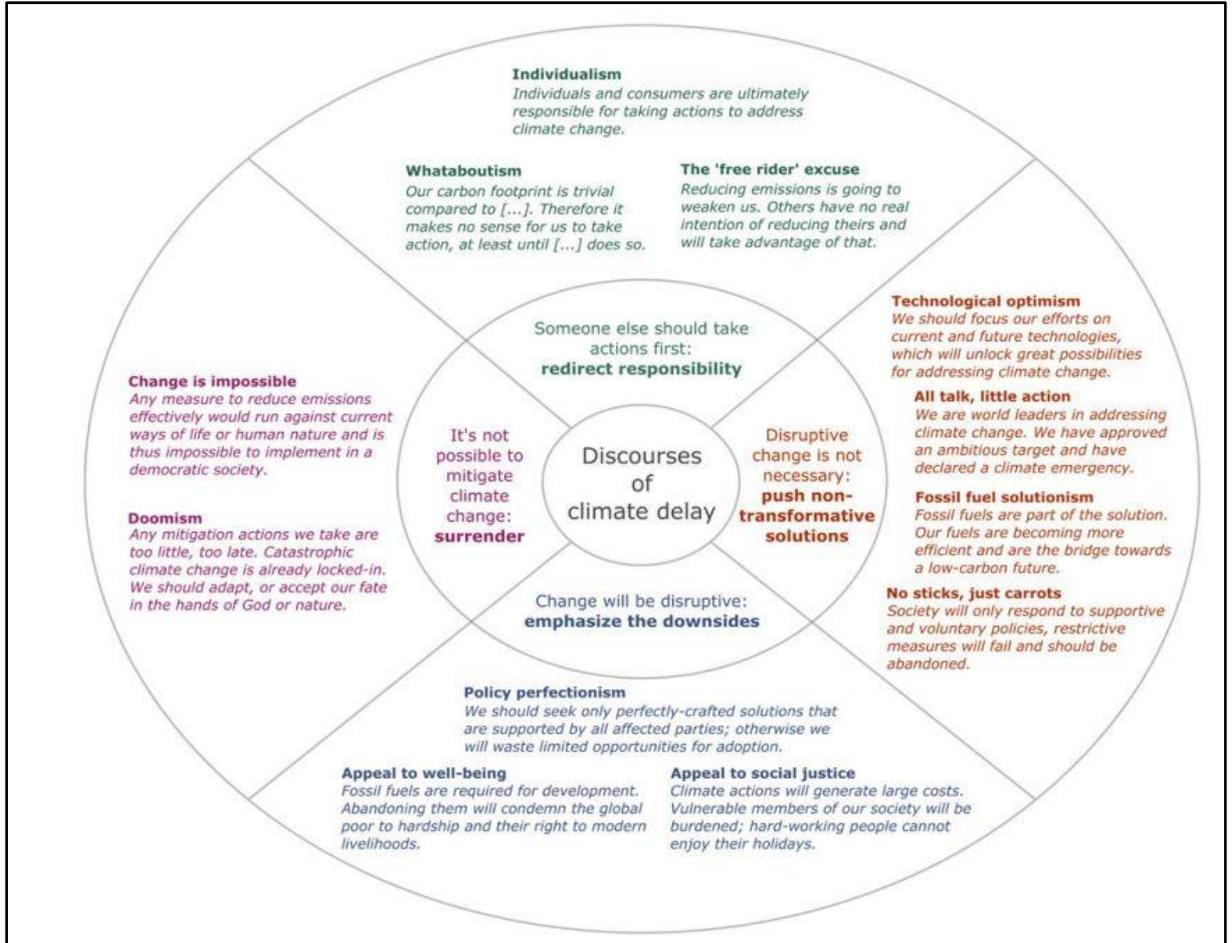 Individualism
Individuals and consumers are ultimately
responsible for taking actions to address
climate change.
Whataboutism
Our carbon footprint is trivial
compared to [...]. Therefore it
makes no sense for us to take
action, at least until [...] does so.
The 'free rider' excuse
Reducing emissions is going to
weaken us. Others have no real
intention of reducing theirs and
will take advantage of that.
Someone else should take
actions first:
redirect responsibility
Technological optimism
We should focus our efforts on
current and future technologies,
which will unlock great possibilities
for addressing climate change.
All talk, little action
We are world leaders in addressing
climate change. We have approved
an ambitious target and have
declared a climate emergency.
Fossil fuel solutionism
Fossil fuels are part of the solution.
Our fuels are becoming more
efficient and are the bridge towards
a low-carbon future.
No sticks, just carrots
Society will only respond to supportive
and voluntary policies, restrictive
measures will fail and should be
abandoned.
Disruptive
change is not
necessary:
push non-
transformative
solutions
Discourses
of
climate delay
It's not
possible to
mitigate
climate
change:
surrender
Change is impossible
Any measure to reduce emissions
effectively would run against current
ways of life or human nature and is
thus impossible to implement in a
democratic society.
Doomism
Any mitigation actions we take are
too little, too late. Catastrophic
climate change is already locked-in.
We should adapt, or accept our fate
in the hands of God or nature.
Change will be disruptive:
emphasize the downsides
Policy perfectionism
We should seek only perfectly-crafted solutions that
are supported by all affected parties; otherwise we
will waste limited opportunities for adoption.
Appeal to well-being
Fossil fuels are required for development.
Abandoning them will condemn the global
poor to hardship and their right to modern
livelihoods.
Appeal to social justice
Climate actions will generate large costs.
Vulnerable members of our society will be
burdened; hard-working people cannot
enjoy their holidays.